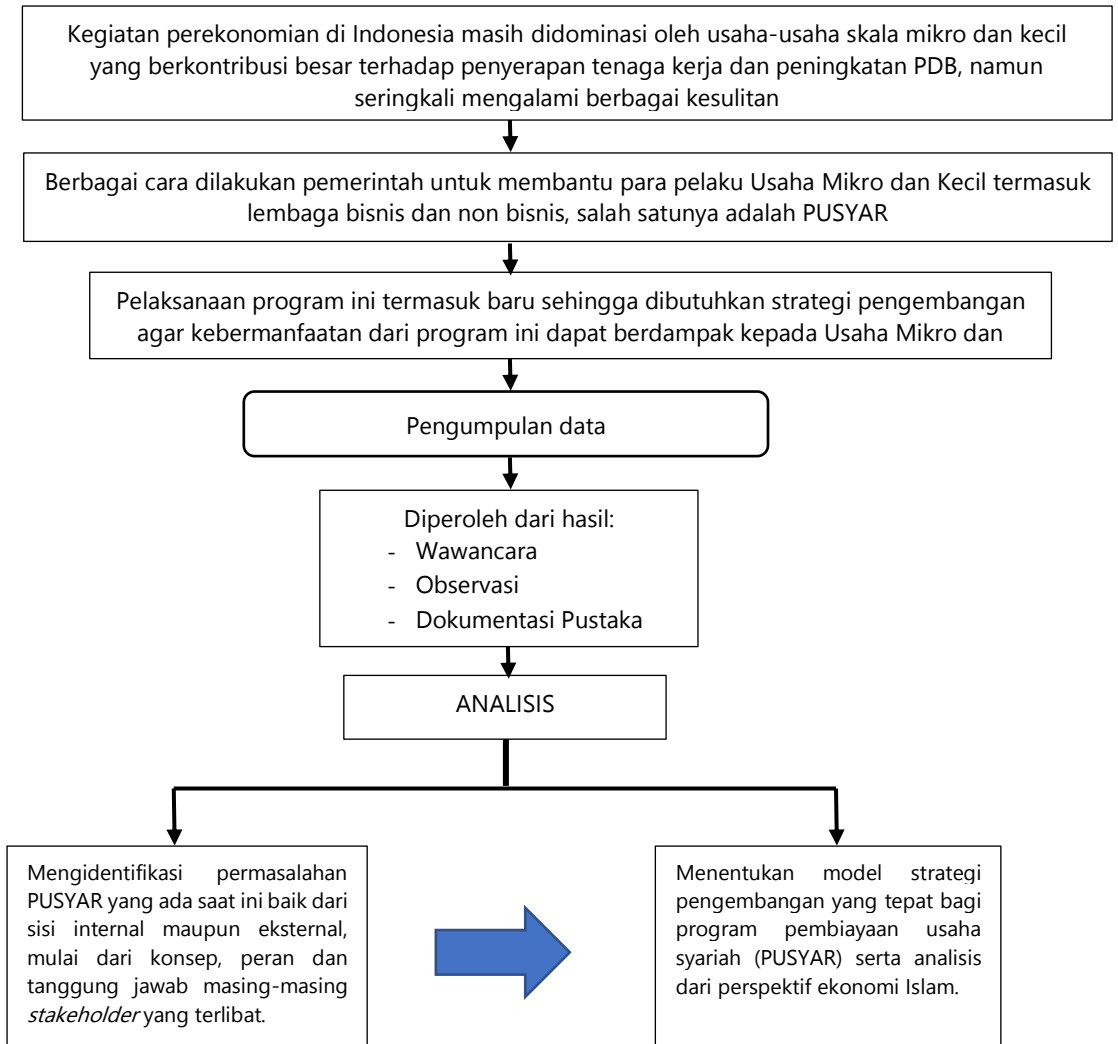 Kegiatan perekonomian di Indonesia masih didominasi oleh usaha-usaha skala mikro dan kecil
yang berkontribusi besar terhadap penyerapan tenaga kerja dan peningkatan PDB, namun
seringkali mengalami berbagai kesulitan
Berbagai cara dilakukan pemerintah untuk membantu para pelaku Usaha Mikro dan Kecil termasuk
lembaga bisnis dan non bisnis, salah satunya adalah PUSYAR
Pelaksanaan program ini termasuk baru sehingga dibutuhkan strategi pengembangan
agar kebermanfaatan dari program ini dapat berdampak kepada Usaha Mikro dan
Pengumpulan data
Diperoleh dari hasil:
- Wawancara
- Observasi
- Dokumentasi Pustaka
ANALISIS
Mengidentifikasi permasalahan
PUSYAR yang ada saat ini baik dari
sisi internal maupun eksternal,
mulai dari konsep, peran dan
tanggung jawab masing-masing
stakeholder yang terlibat.
Menentukan model strategi
pengembangan yang tepat bagi
program pembiayaan usaha
syariah (PUSYAR) serta analisis
dari perspektif ekonomi Islam.